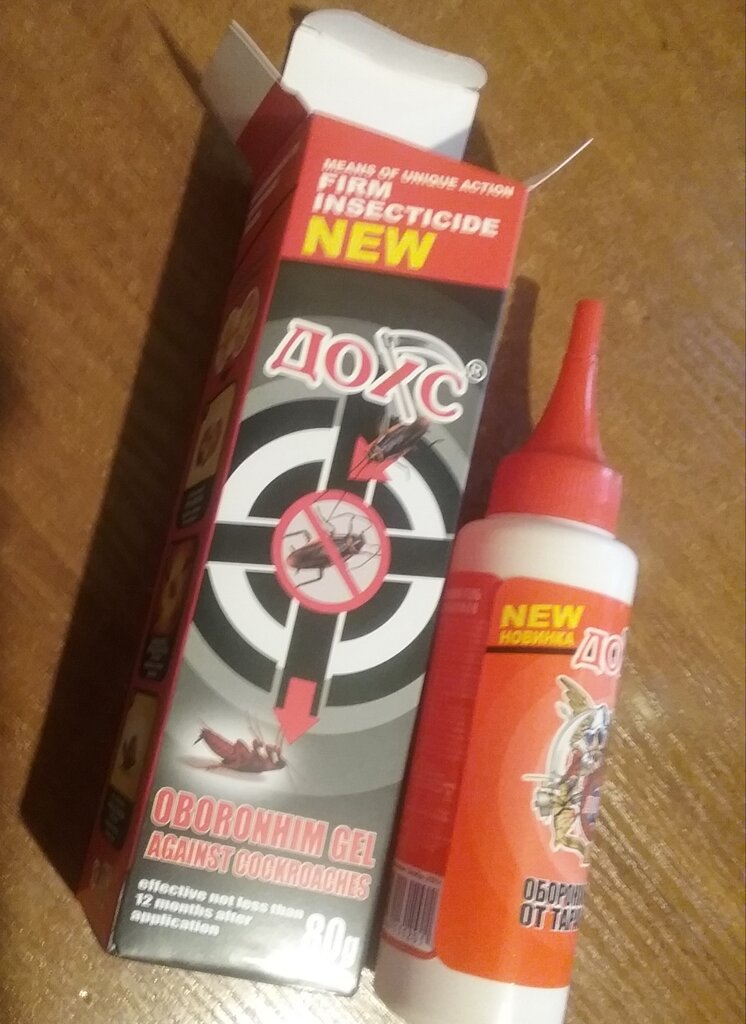 MEANS OF UNIQUE ACTION
FIRM
INSECTICIDE
NEW
ДОХС®
OBORONHIM GEL
AGAINST COCKROACHES
effective not less than
12 months after
application
80g
NEW
НОВИНКА
ДО
ОБОРОН
ОТ ТАР